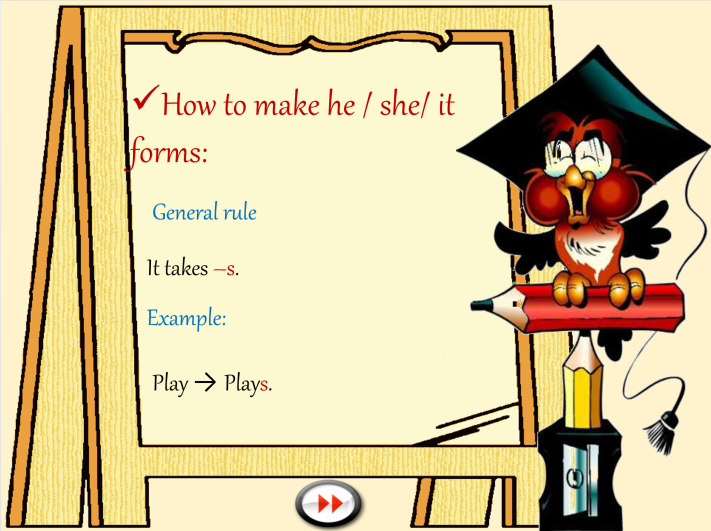 ✓How to make he / she/ it
forms:
General rule
It takes –s.
Example:
Play → Plays.